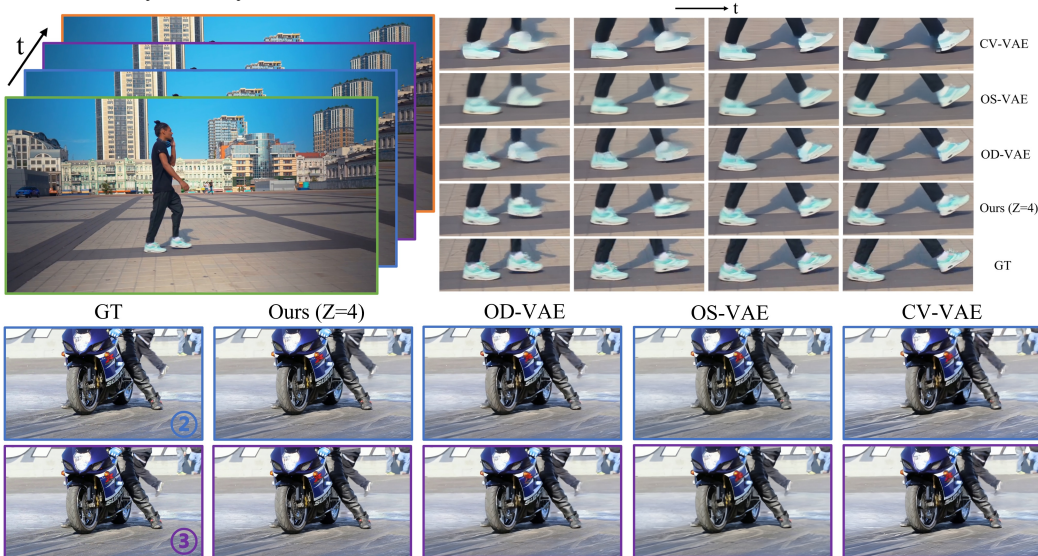 t
t
CV-VAE
OS-VAE
OD-VAE
Ours (Z=4)
GT
GT
Ours (Z=4)
OD-VAE
OS-VAE
CV-VAE
②
③